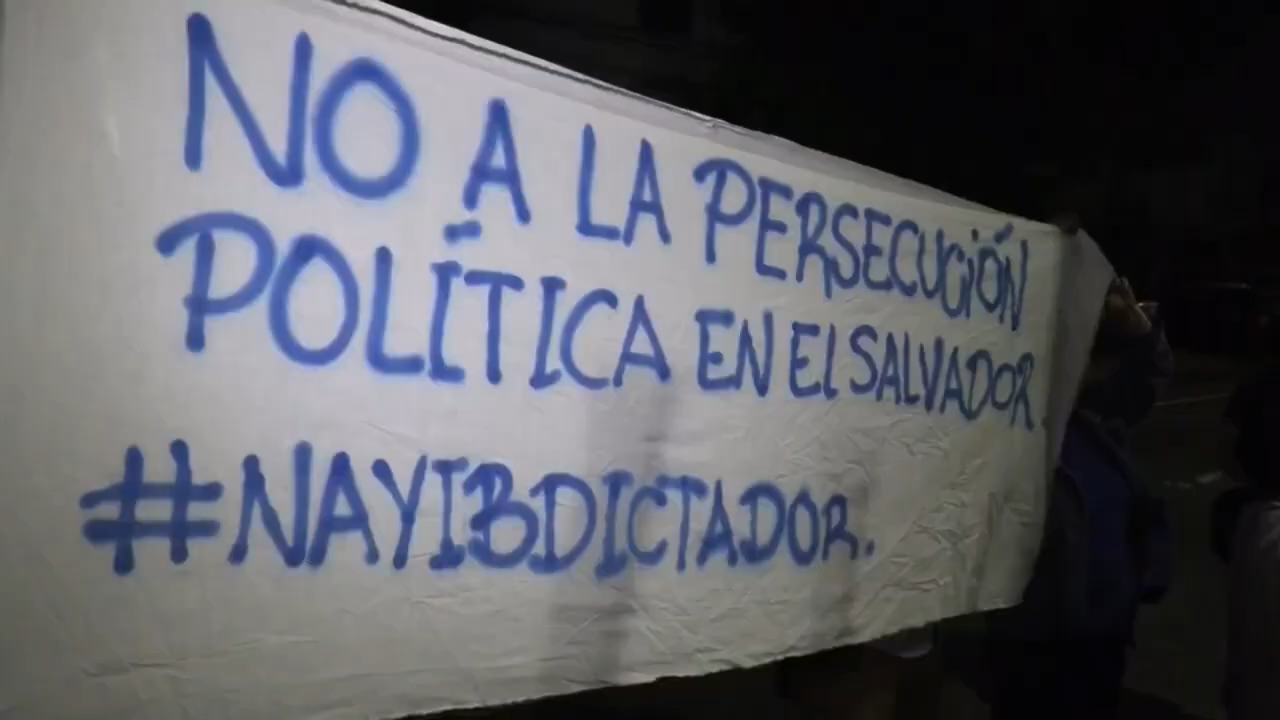 NO A LA PERSECUCIÓN
POLÍTICA EN El SALVADOR.
#NAYIBDICTADOR.